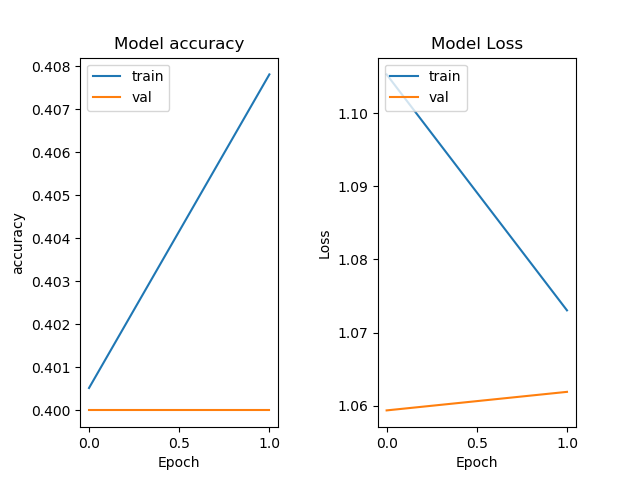 Model accuracy
0.408
0.407
0.406
0.405
0.404
0.403
0.402
0.401
0.400
accuracy
train
val
0.0 0.5 1.0
Epoch
Model Loss
1.10
1.09
1.08
1.07
1.06
Loss
train
val
0.0 0.5 1.0
Epoch